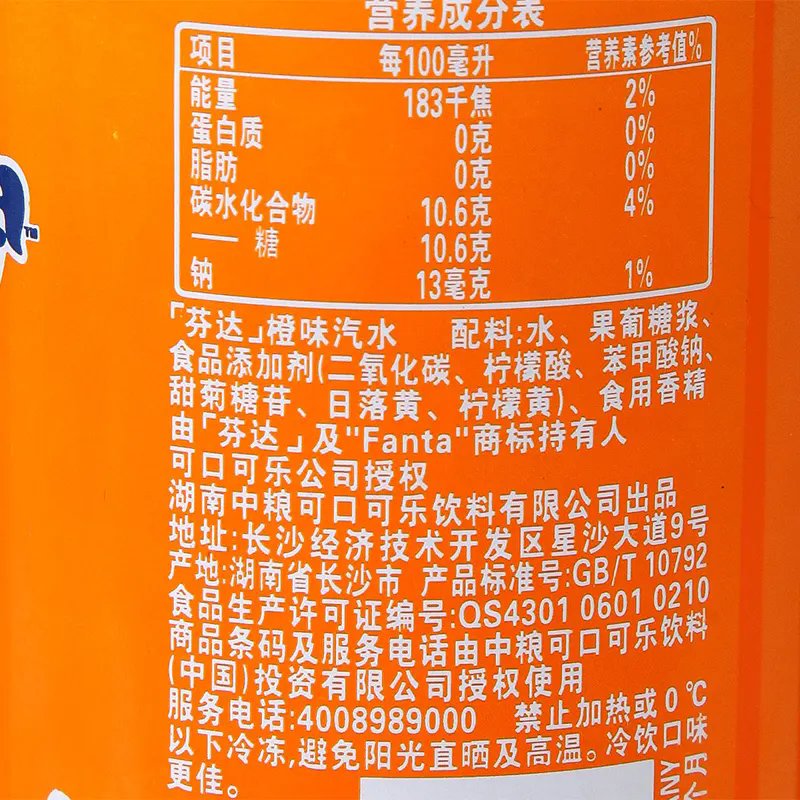 营养成分表
项目 每100毫升 营养素参考值%
能量 183千焦 2%
蛋白质 0克 0%
脂肪 0克 0%
碳水化合物 10.6克 4%
—— 糖 10.6克
钠 13毫克 1%
「芬达」橙味汽水 配料:水、果葡糖浆、
食品添加剂(二氧化碳、柠檬酸、苯甲酸钠、
甜菊糖苷、日落黄、柠檬黄)、食用香精
由「芬达」及"Fanta"商标持有人
可口可乐公司授权
湖南中粮可口可乐饮料有限公司出品
地址:长沙经济技术开发区星沙大道9号
产地:湖南省长沙市 产品标准号:GB/T 10792
食品生产许可证编号:QS4301 0601 0210
商品条码及服务电话由中粮可口可乐饮料
(中国)投资有限公司授权使用
服务电话:4008989000 禁止加热或0℃
以下冷冻,避免阳光直晒及高温。冷饮口味
更佳。
TM
ANY
个月